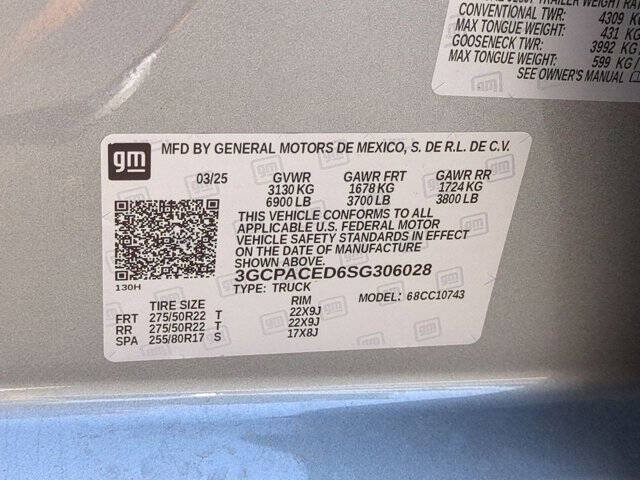 TRAILER WEIGHT RA
CONVENTIONAL TWR: 4309 KG
MAX TONGUE WEIGHT: 431 KG
GOOSENECK TWR: 3992 KG
MAX TONGUE WEIGHT: 599 KG/
SEE OWNER'S MANUAL
gm
MFD BY GENERAL MOTORS DE MEXICO, S. DE R.L. DE C.V.
03/25 GVWR GAWR FRT GAWR RR
3130 KG 1678 KG 1724 KG
6900 LB 3700 LB 3800 LB
THIS VEHICLE CONFORMS TO ALL
APPLICABLE U.S. FEDERAL MOTOR
VEHICLE SAFETY STANDARDS IN EFFECT
ON THE DATE OF MANUFACTURE
SHOWN ABOVE.
3GCPACED6SG306028
TYPE: TRUCK MODEL: 68CC10743
130H
TIRE SIZE RIM
FRT 275/50R22 T 22X9J
RR 275/50R22 T 22X9J
SPA 255/80R17 S 17X8J